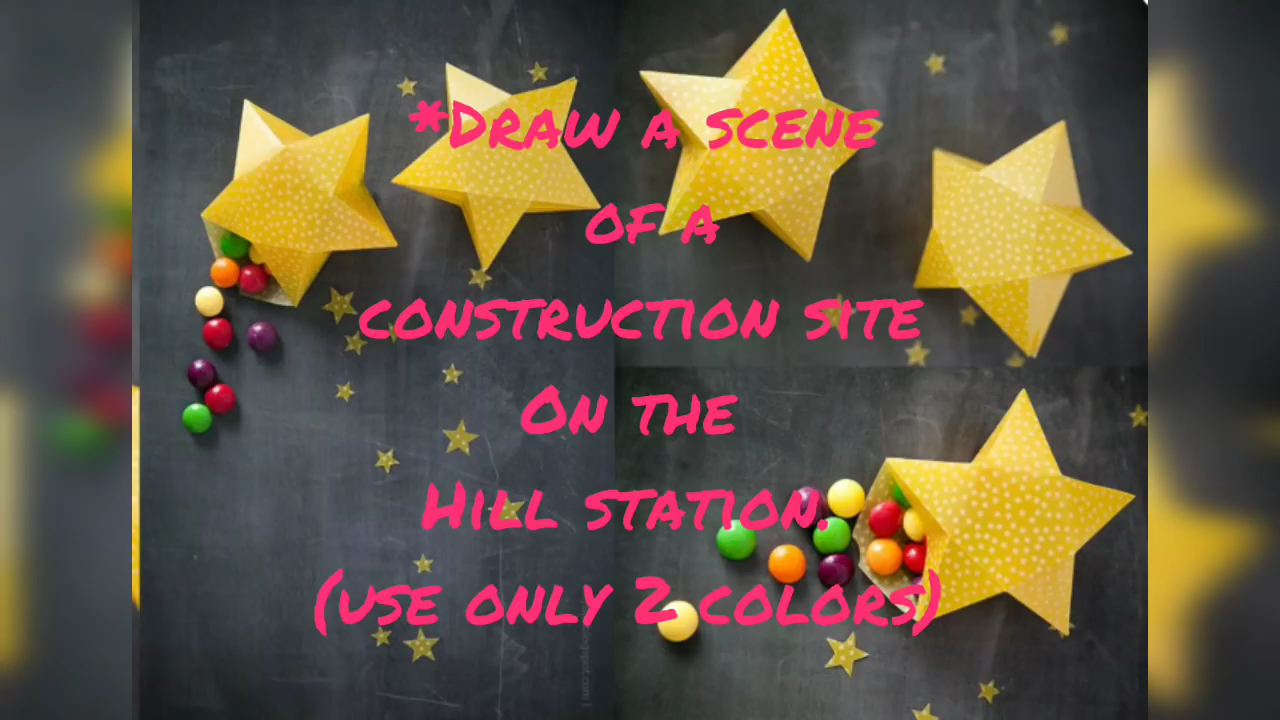 *Draw a scene
of a
construction site
On the
Hill station.
(use only 2 colors)